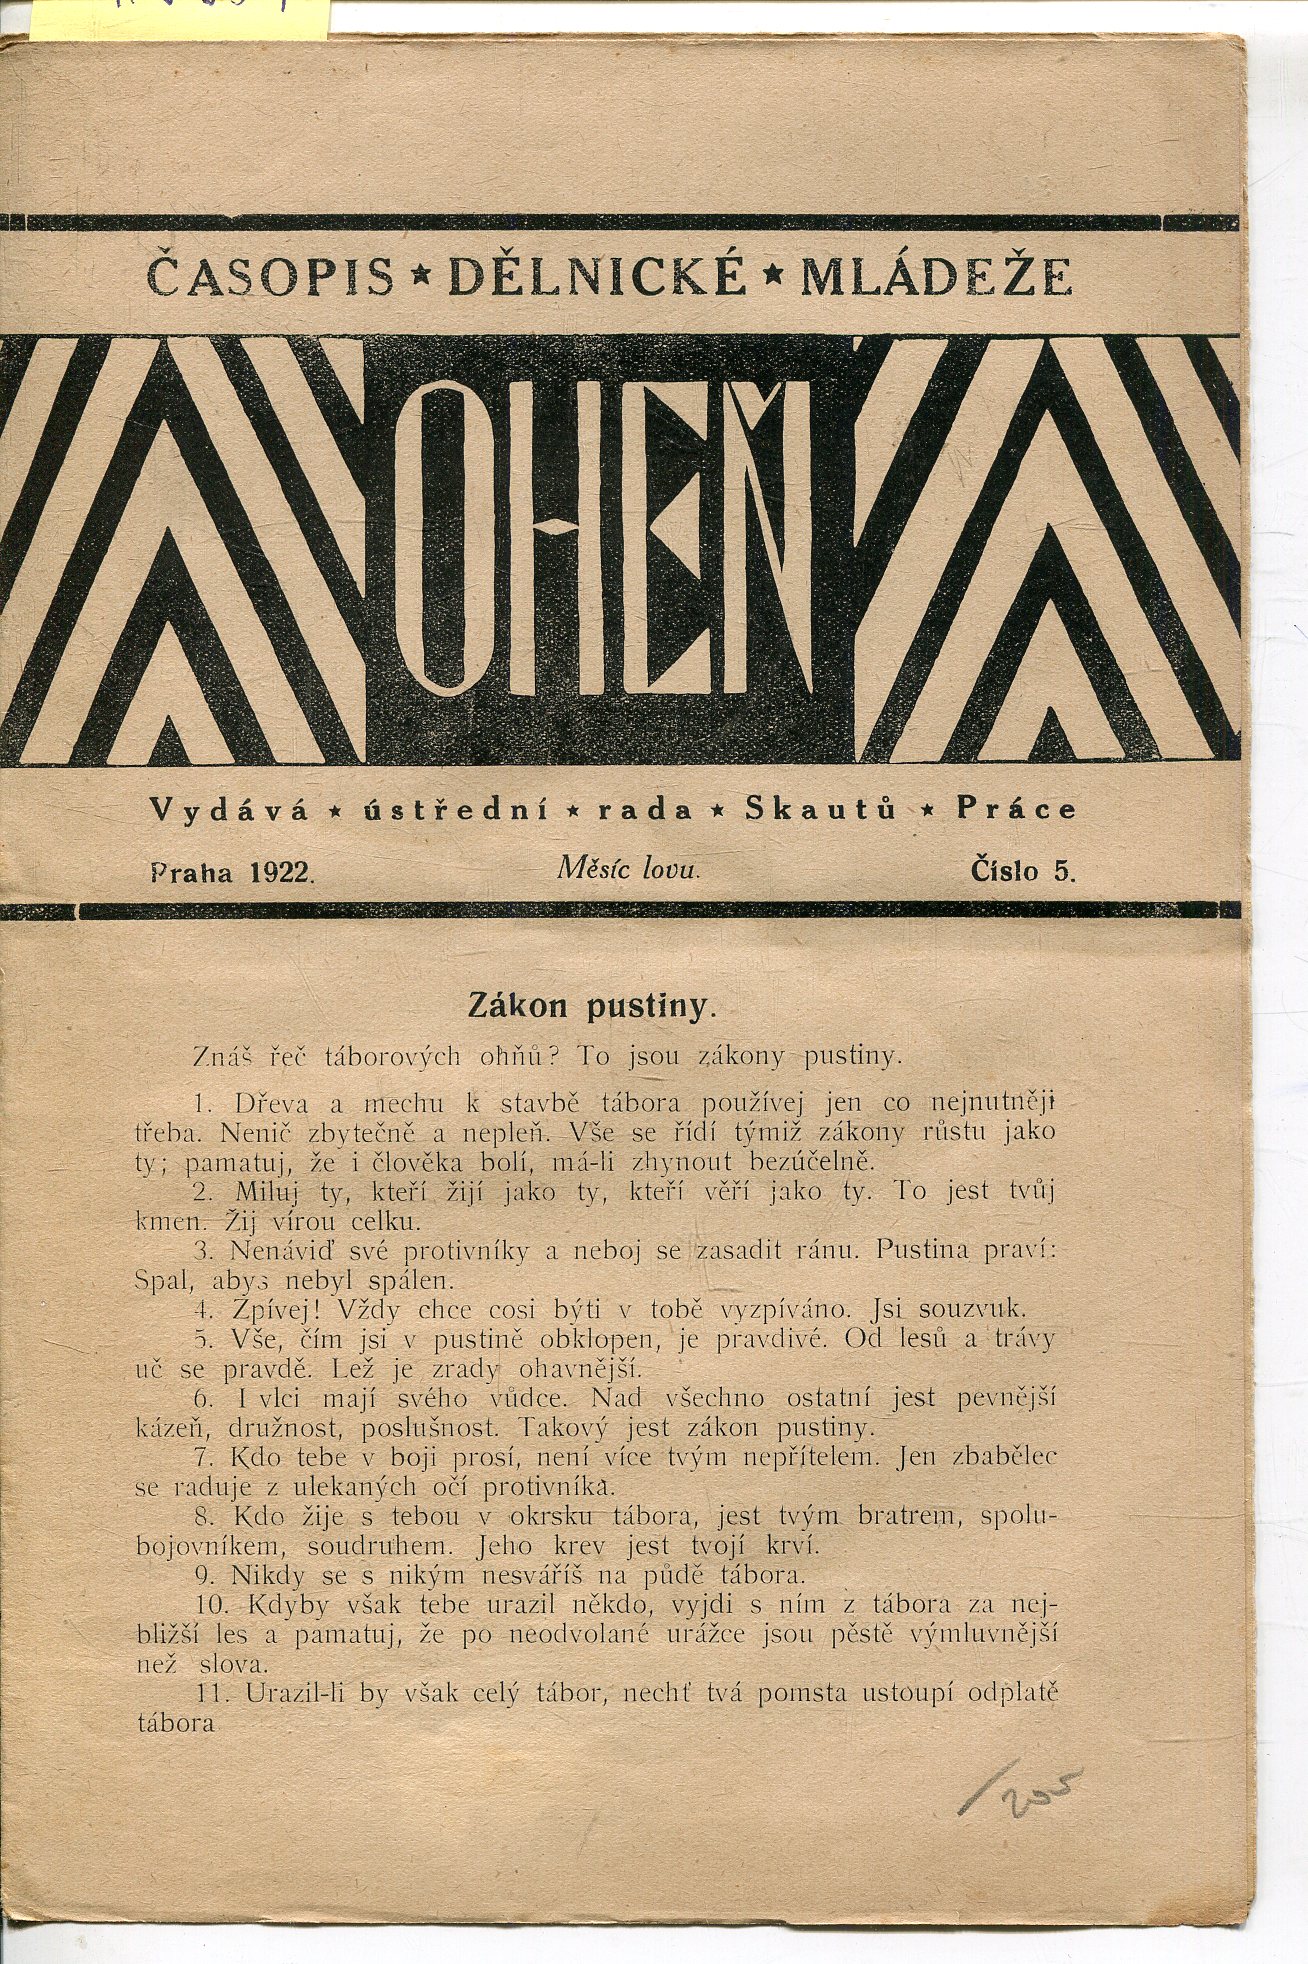 ČASOPIS ★ DĚLNICKÉ ★ MLÁDEŽE
OHEŇ
Vydává ★ ústřední ★ rada ★ Skautů ★ Práce
Praha 1922. Měsíc lovu. Číslo 5.
Zákon pustiny.
Znáš řeč táborových ohňů? To jsou zákony pustiny.
1. Dřeva a mechu k stavbě tábora používej jen co nejnutněji
třeba. Nenič zbytečně a nepleň. Vše se řídí týmiž zákony růstu jako
ty; pamatuj, že i člověka bolí, má-li zhynout bezúčelně.
2. Miluj ty, kteří žijí jako ty, kteří věří jako ty. To jest tvůj
kmen. Žij vírou celku.
3. Nenáviď své protivníky a neboj se zasadit ránu. Pustina praví:
Spal, abys nebyl spálen.
4. Zpívej! Vždy chce cosi býti v tobě vyzpíváno. Jsi souzvuk.
5. Vše, čím jsi v pustině obklopen, je pravdivé. Od lesů a trávy
uč se pravdě. Lež je zrady ohavnější.
6. I vlci mají svého vůdce. Nad všechno ostatní jest pevnější
kázeň, družnost, poslušnost. Takový jest zákon pustiny.
7. Kdo tebe v boji prosí, není více tvým nepřítelem. Jen zbabělec
se raduje z ulekaných očí protivníka.
8. Kdo žije s tebou v okrsku tábora, jest tvým bratrem, spolu-
bojovníkem, soudruhem. Jeho krev jest tvojí krví.
9. Nikdy se s nikým nesváříš na půdě tábora.
10. Kdyby však tebe urazil někdo, vyjdi s ním z tábora za nej-
bližší les a pamatuj, že po neodvolané urážce jsou pěstě výmluvnější
než slova.
11. Urazil-li by však celý tábor, nechť tvá pomsta ustoupí odplatě
tábora